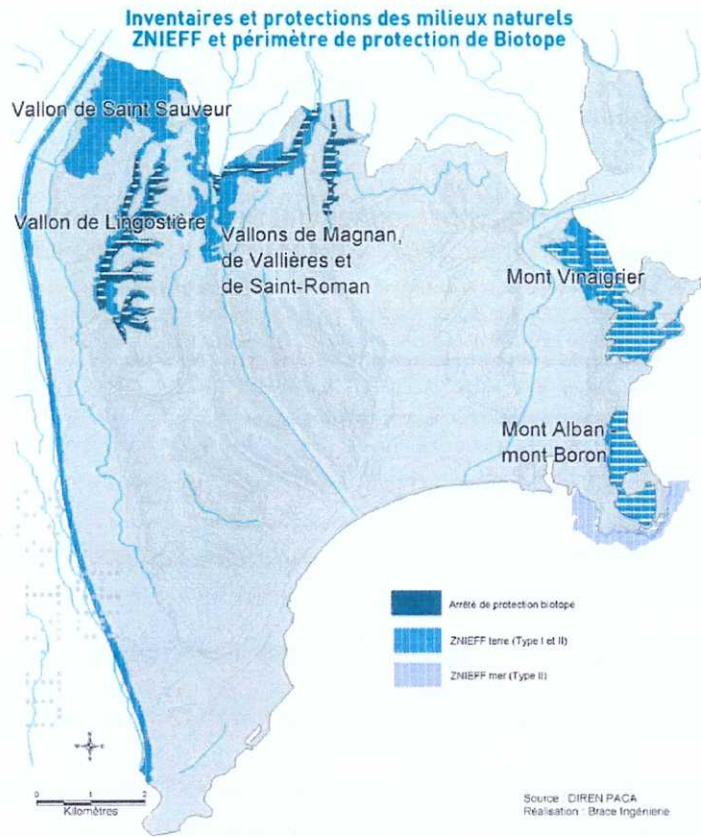 Inventaires et protections des milieux naturels
ZNIEFF et périmètre de protection de Biotope
Vallon de Saint Sauveur
Vallon de Lingostière
Vallons de Magnan,
de Vallières et
de Saint-Roman
Mont Vinaigrier
Mont Alban
mont Boron
Arrêté de protection biotope
ZNIEFF terre (Type I et II)
ZNIEFF mer (Type II)
0 1 2
Kilomètres
Source : DIREN PACA
Réalisation : Brace Ingénierie